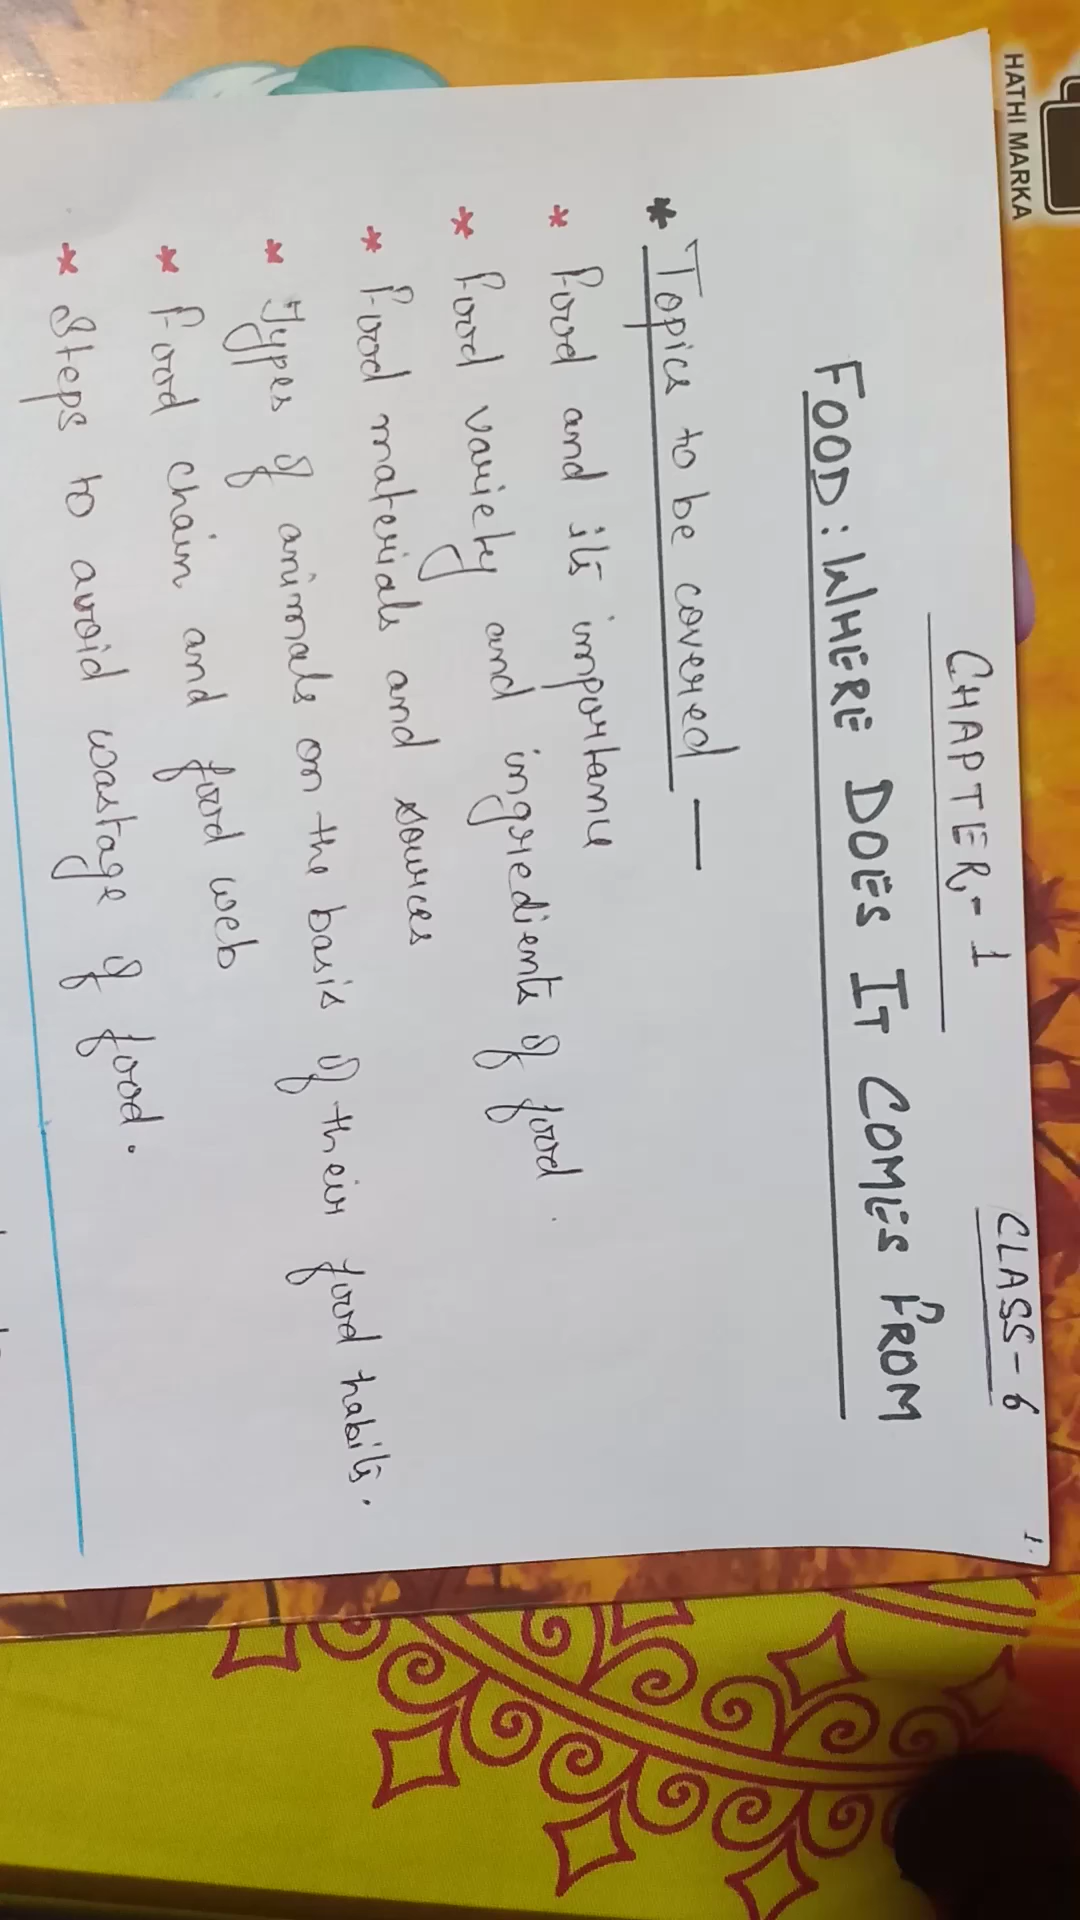 HATHI MARKA
1.
CLASS-6
CHAPTER-1
FOOD: WHERE DOES IT COMES FROM
* Topics to be covered —
* Food and its importance
* Food variety and ingredients of food.
* Food materials and sources
* Types of animals on the basis of their food habits.
* Food chain and food web
* Steps to avoid wastage of food.